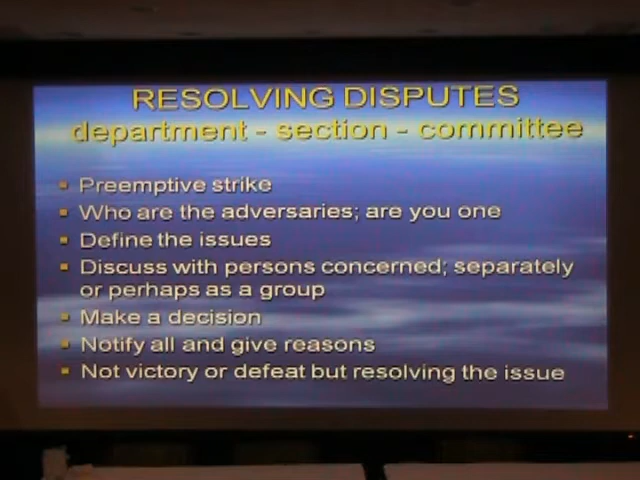 RESOLVING DISPUTES
department - section - committee
Preemptive strike
Who are the adversaries; are you one
Define the issues
Discuss with persons concerned; separately
or perhaps as a group
Make a decision
Notify all and give reasons
Not victory or defeat but resolving the issue